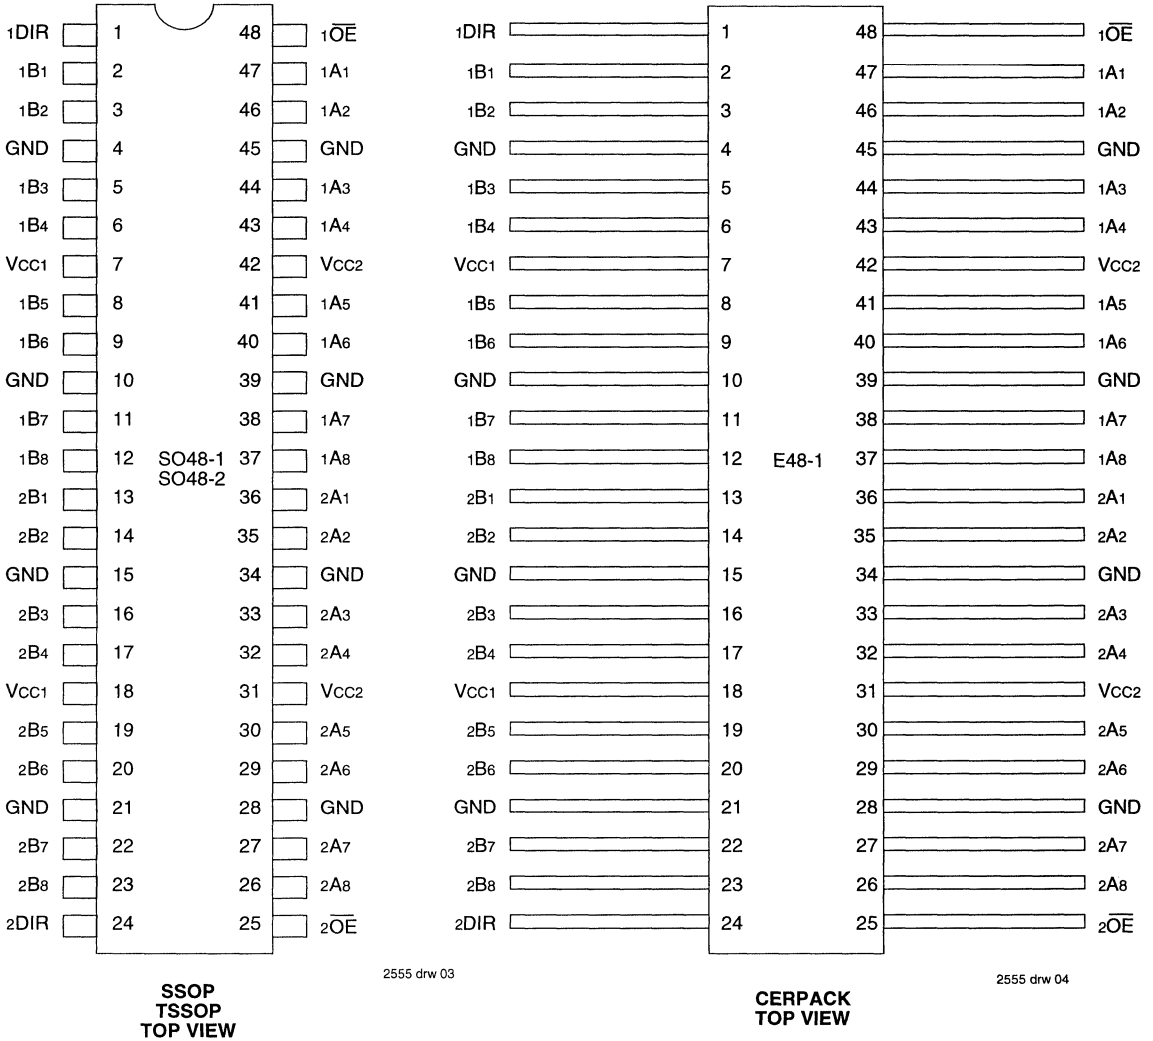 1DIR 1 48 1O̅E̅ 1DIR 1 48 1O̅E̅
1B1 2 47 1A1 1B1 2 47 1A1
1B2 3 46 1A2 1B2 3 46 1A2
GND 4 45 GND GND 4 45 GND
1B3 5 44 1A3 1B3 5 44 1A3
1B4 6 43 1A4 1B4 6 43 1A4
VCC1 7 42 VCC2 VCC1 7 42 VCC2
1B5 8 41 1A5 1B5 8 41 1A5
1B6 9 40 1A6 1B6 9 40 1A6
GND 10 39 GND GND 10 39 GND
1B7 11 38 1A7 1B7 11 38 1A7
1B8 12 SO48-1 37 1A8 1B8 12 E48-1 37 1A8
SO48-2
2B1 13 36 2A1 2B1 13 36 2A1
2B2 14 35 2A2 2B2 14 35 2A2
GND 15 34 GND GND 15 34 GND
2B3 16 33 2A3 2B3 16 33 2A3
2B4 17 32 2A4 2B4 17 32 2A4
VCC1 18 31 VCC2 VCC1 18 31 VCC2
2B5 19 30 2A5 2B5 19 30 2A5
2B6 20 29 2A6 2B6 20 29 2A6
GND 21 28 GND GND 21 28 GND
2B7 22 27 2A7 2B7 22 27 2A7
2B8 23 26 2A8 2B8 23 26 2A8
2DIR 24 25 2O̅E̅ 2DIR 24 25 2O̅E̅
2555 drw 03
2555 drw 04
SSOP
TSSOP
TOP VIEW
CERPACK
TOP VIEW